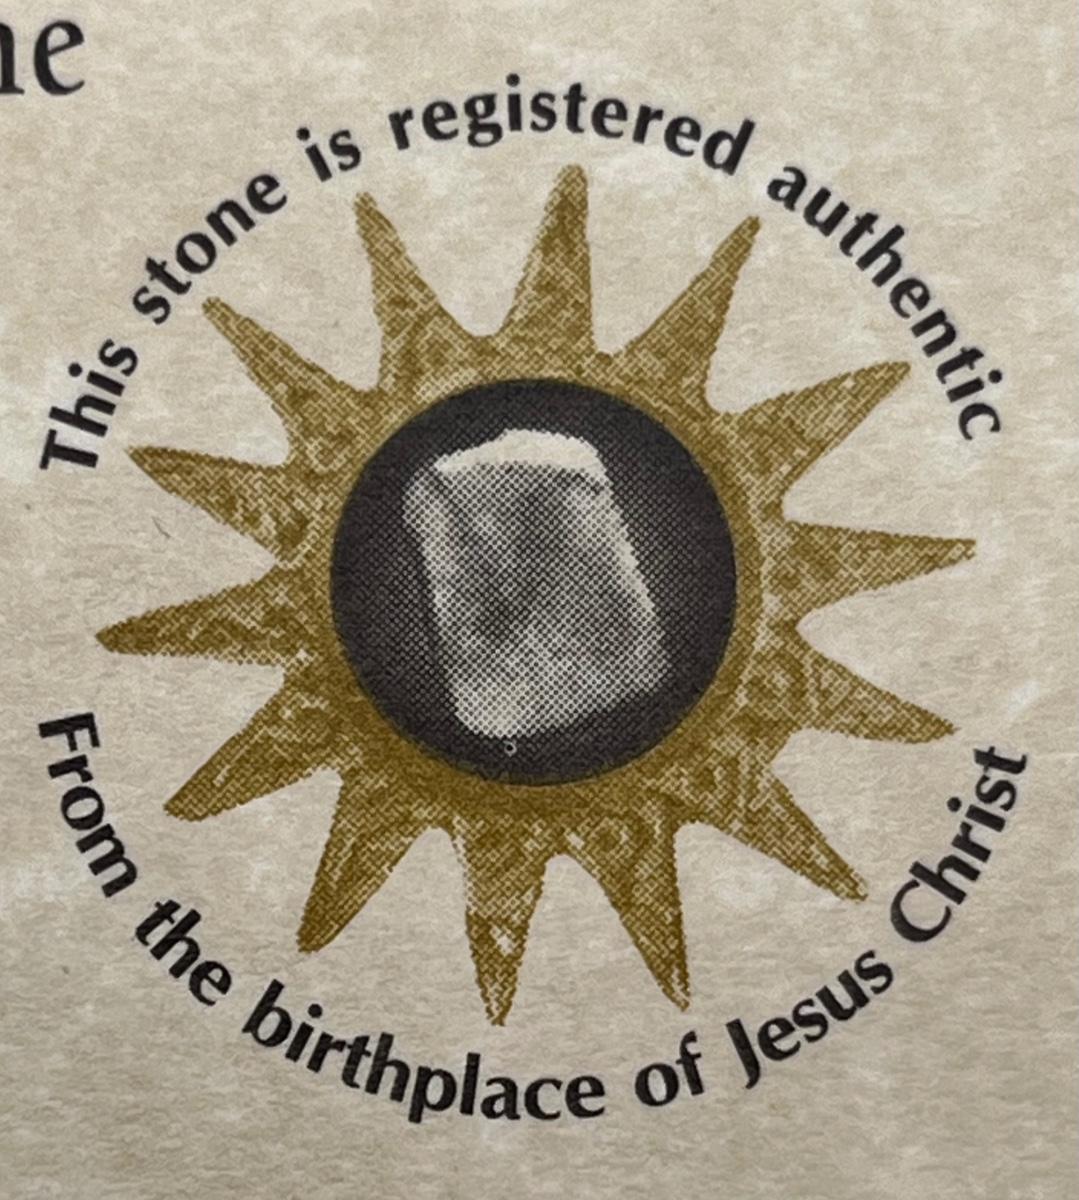 This stone is registered authentic
From the birthplace of Jesus Christ